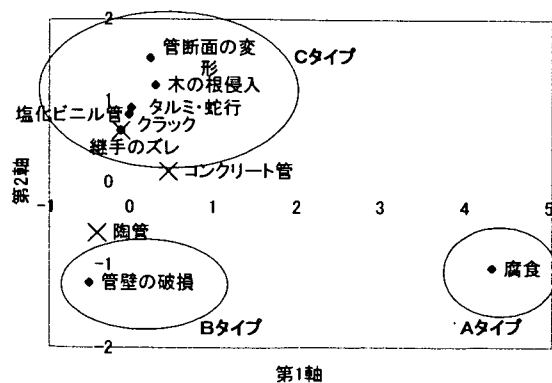 2
管断面の変
形
Cタイプ
木の根侵入
1
タルミ・蛇行
塩化ビニル管
クラック
継手のズレ
コンクリート管
0
第2軸
-1
0
1
2
3
4
5
陶管
-1
腐食
管壁の破損
Bタイプ
Aタイプ
-2
第1軸